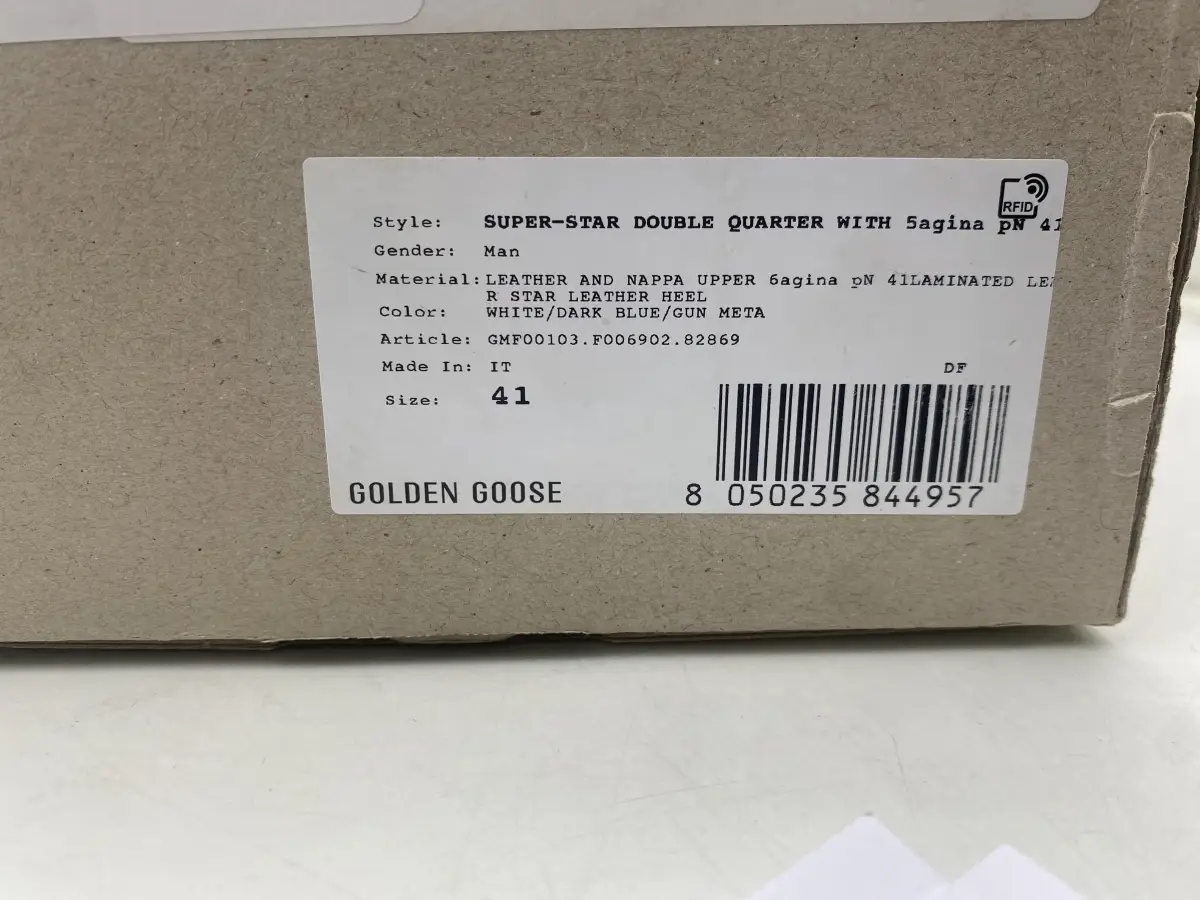 RFID
Style: SUPER-STAR DOUBLE QUARTER WITH 5agina pN 41
Gender: Man
Material: LEATHER AND NAPPA UPPER 6agina pN 41LAMINATED LE
R STAR LEATHER HEEL
Color: WHITE/DARK BLUE/GUN META
Article: GMF00103.F006902.82869
Made In: IT
DF
Size: 41
GOLDEN GOOSE
8 050235 844957